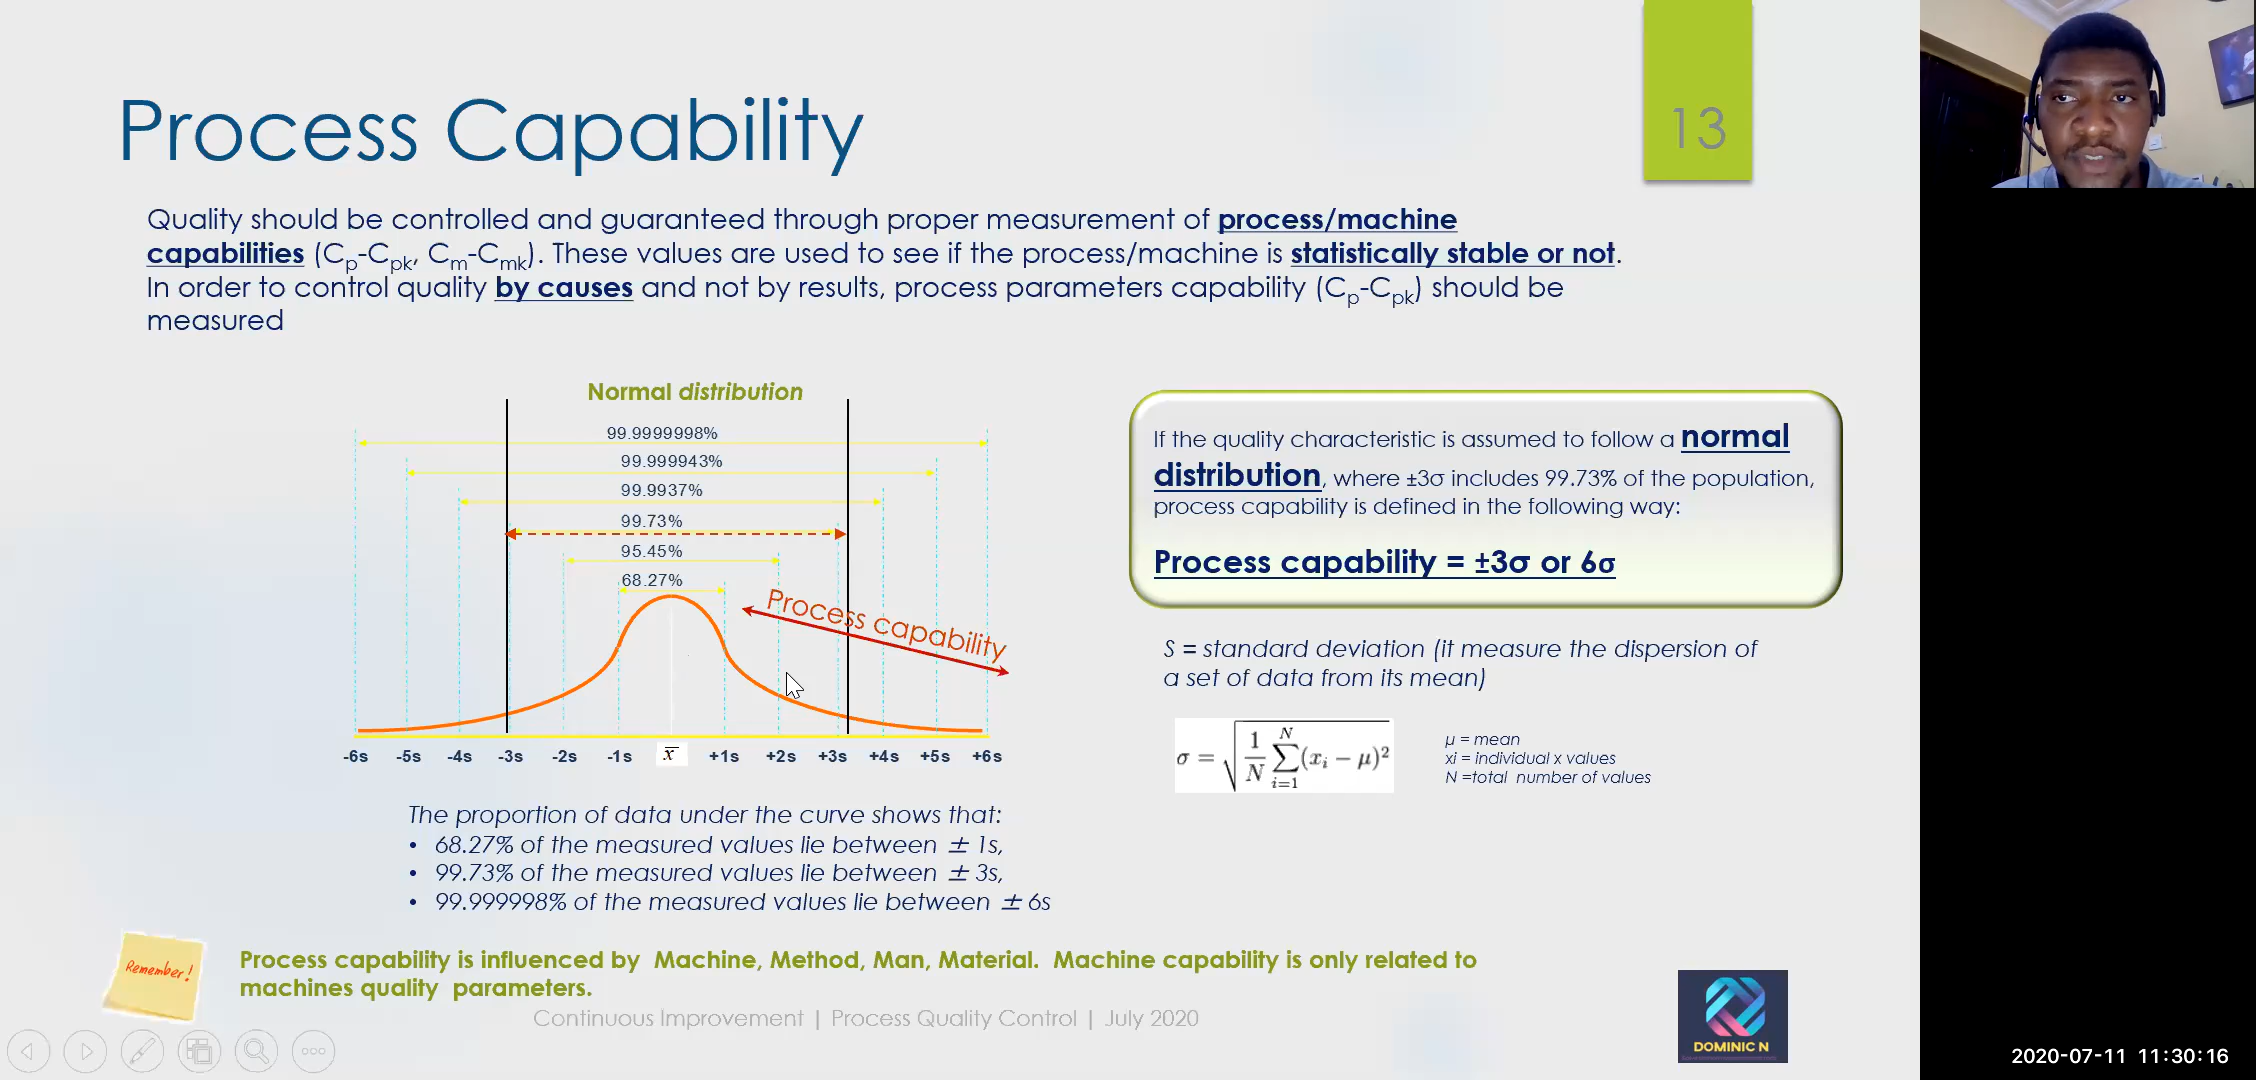 Process Capability
13
Quality should be controlled and guaranteed through proper measurement of process/machine
capabilities (Cp-Cpk, Cm-Cmk). These values are used to see if the process/machine is statistically stable or not.
In order to control quality by causes and not by results, process parameters capability (Cp-Cpk) should be
measured
Normal distribution
99.9999998%
99.999943%
99.9937%
99.73%
95.45%
68.27%
Process capability
-6s -5s -4s -3s -2s -1s x̅ +1s +2s +3s +4s +5s +6s
The proportion of data under the curve shows that:
• 68.27% of the measured values lie between ± 1s,
• 99.73% of the measured values lie between ± 3s,
• 99.999998% of the measured values lie between ± 6s
If the quality characteristic is assumed to follow a normal
distribution, where ±3σ includes 99.73% of the population,
process capability is defined in the following way:
Process capability = ±3σ or 6σ
S = standard deviation (it measure the dispersion of
a set of data from its mean)
σ = √(1/N ∑_{i=1}^{N} (x_i − μ)²)
μ = mean
xi = individual x values
N =total number of values
Remember!
Process capability is influenced by Machine, Method, Man, Material. Machine capability is only related to
machines quality parameters.
Continuous Improvement | Process Quality Control | July 2020
DOMINIC N
2020-07-11 11:30:16